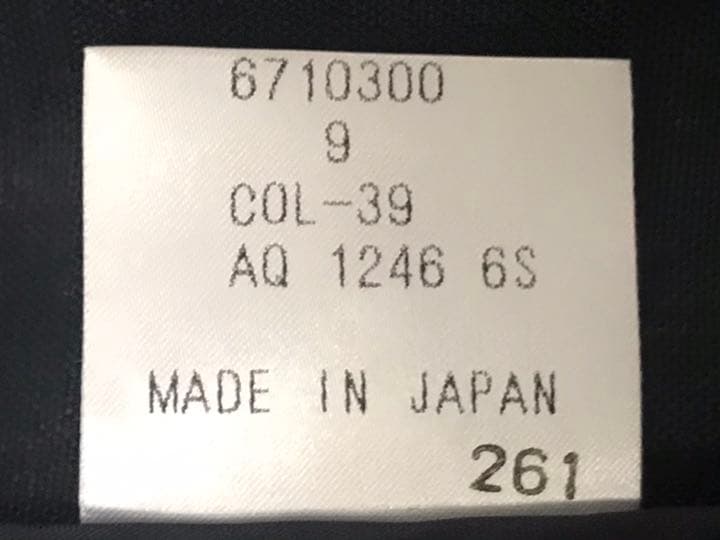 6710300
9
COL-39
AQ 1246 6S
MADE IN JAPAN
261